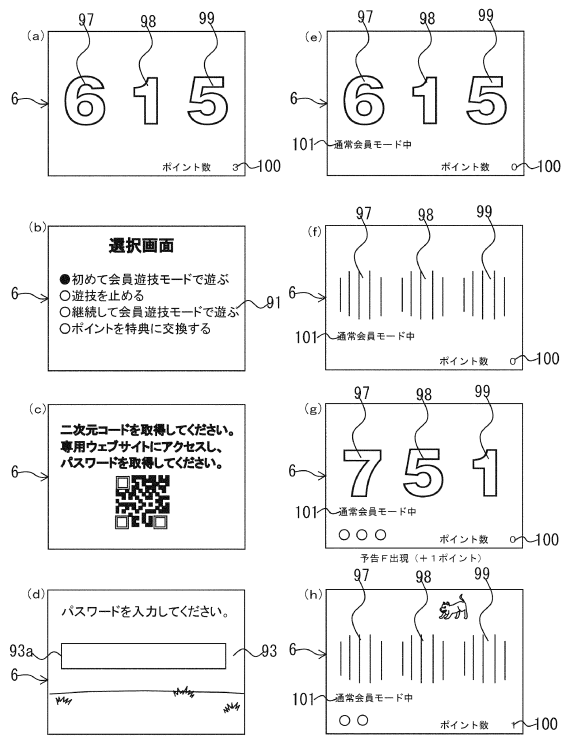 (a)
97
98
99
6
6 1 5
ポイント数 3
100
(b)
選択画面
●初めて会員遊技モードで遊ぶ
○遊技を止める
○継続して会員遊技モードで遊ぶ
○ポイントを特典に交換する
6
91
(c)
二次元コードを取得してください。
専用ウェブサイトにアクセスし、
パスワードを取得してください。
6
(d)
パスワードを入力してください。
93a
93
6
(e)
97
98
99
6
6 1 5
101
通常会員モード中
ポイント数 0
100
(f)
97
98
99
6
101
通常会員モード中
ポイント数 0
100
(g)
97
98
99
6
7 5 1
101
通常会員モード中
○○○
ポイント数 0
100
予告F出現（+1ポイント）
(h)
97
98
99
6
101
通常会員モード中
○○
ポイント数 1
100